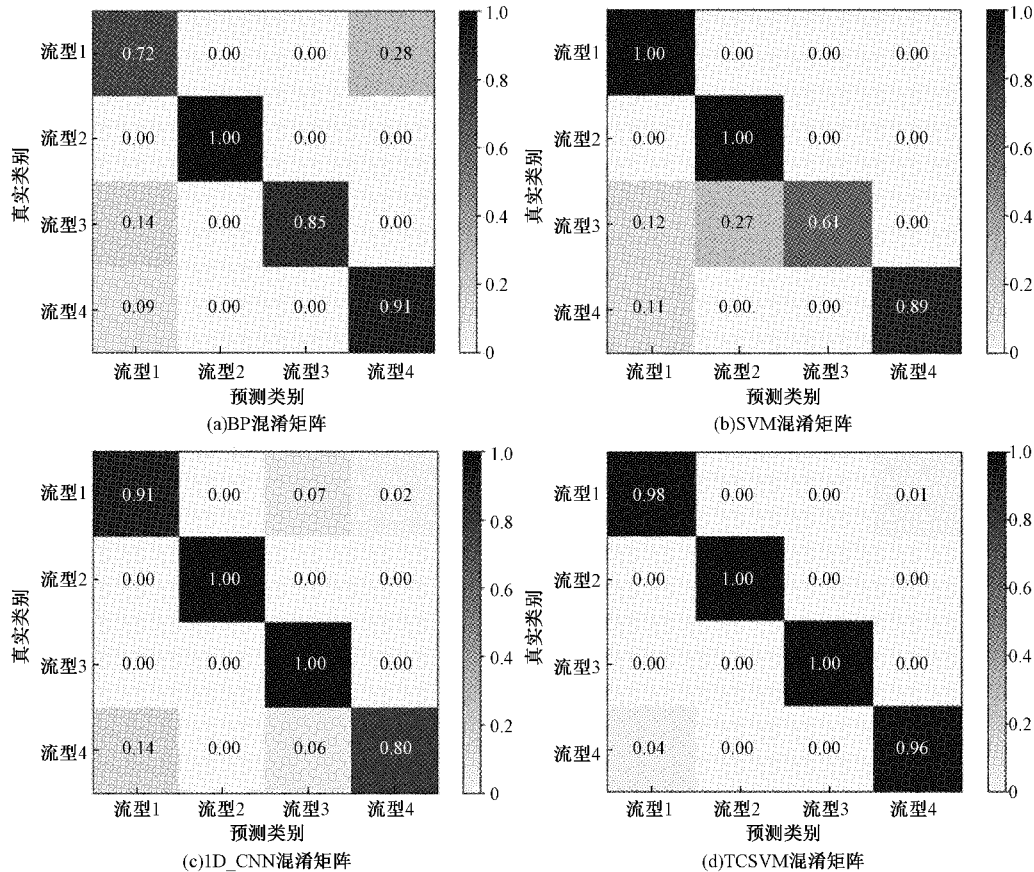 1.0
流型1 0.72 0.00 0.00 0.28
0.8
流型2 0.00 1.00 0.00 0.00
0.6
真实类别
0.4
流型3 0.14 0.00 0.85 0.00
0.2
流型4 0.09 0.00 0.00 0.91
0
流型1 流型2 流型3 流型4
预测类别
(a)BP混淆矩阵
1.0
流型1 1.00 0.00 0.00 0.00
0.8
流型2 0.00 1.00 0.00 0.00
0.6
真实类别
0.4
流型3 0.12 0.27 0.61 0.00
0.2
流型4 0.11 0.00 0.00 0.89
0
流型1 流型2 流型3 流型4
预测类别
(b)SVM混淆矩阵
1.0
流型1 0.91 0.00 0.07 0.02
0.8
流型2 0.00 1.00 0.00 0.00
0.6
真实类别
0.4
流型3 0.00 0.00 1.00 0.00
0.2
流型4 0.14 0.00 0.06 0.80
0
流型1 流型2 流型3 流型4
预测类别
(c)1D_CNN混淆矩阵
1.0
流型1 0.98 0.00 0.00 0.01
0.8
流型2 0.00 1.00 0.00 0.00
0.6
真实类别
0.4
流型3 0.00 0.00 1.00 0.00
0.2
流型4 0.04 0.00 0.00 0.96
0
流型1 流型2 流型3 流型4
预测类别
(d)TCSVM混淆矩阵